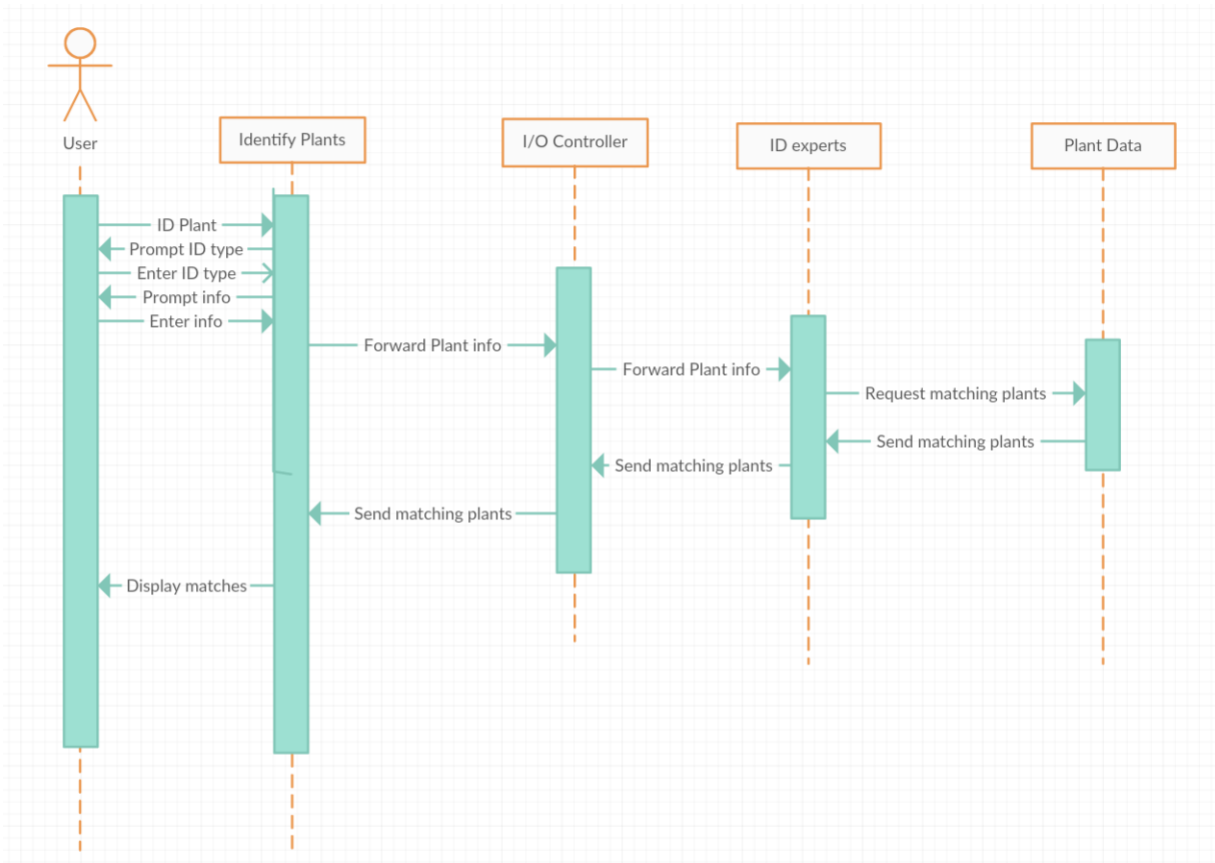 User
Identify Plants
I/O Controller
ID experts
Plant Data
ID Plant
Prompt ID type
Enter ID type
Prompt info
Enter info
Forward Plant info
Forward Plant info
Request matching plants
Send matching plants
Send matching plants
Send matching plants
Display matches